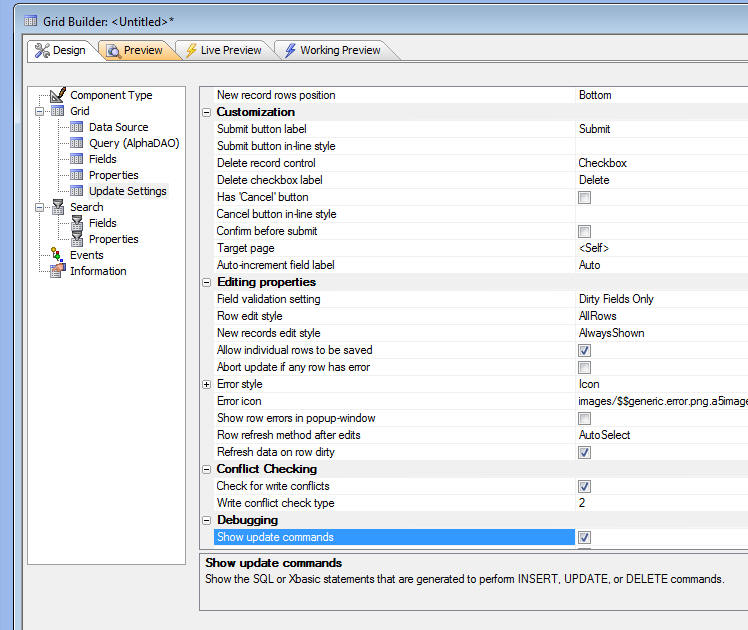 Grid Builder: <Untitled>*
Design Preview Live Preview Working Preview
Component Type
Grid
Data Source
Query (AlphaDAO)
Fields
Properties
Update Settings
Search
Fields
Properties
Events
Information
New record rows position Bottom
Customization
Submit button label Submit
Submit button in-line style
Delete record control Checkbox
Delete checkbox label Delete
Has 'Cancel' button
Cancel button in-line style
Confirm before submit
Target page <Self>
Auto-increment field label Auto
Editing properties
Field validation setting Dirty Fields Only
Row edit style AllRows
New records edit style AlwaysShown
Allow individual rows to be saved
Abort update if any row has error
Error style Icon
Error icon images/$$generic.error.png.a5image
Show row errors in popup-window
Row refresh method after edits AutoSelect
Refresh data on row dirty
Conflict Checking
Check for write conflicts
Write conflict check type 2
Debugging
Show update commands
Show update commands
Show the SQL or Xbasic statements that are generated to perform INSERT, UPDATE, or DELETE commands.